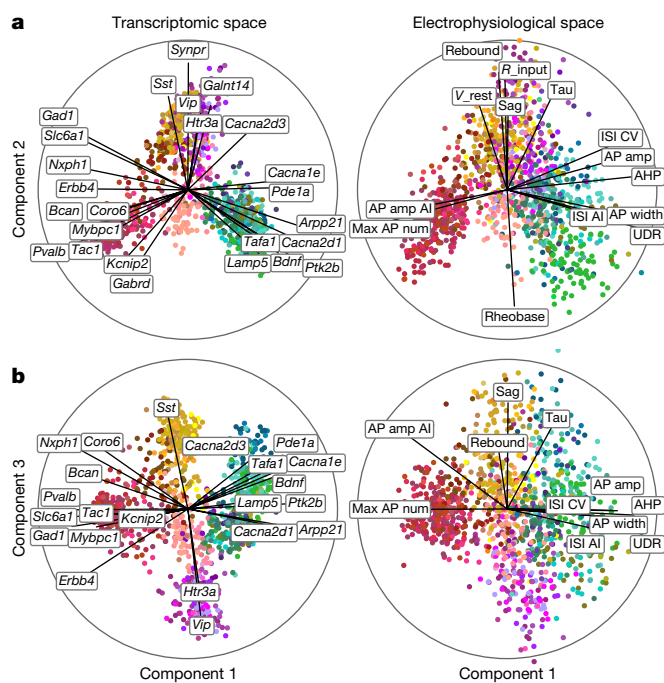 a
Transcriptomic space
Electrophysiological space
Synpr
Sst
Galnt14
Vip
Gad1
Htr3a
Cacna2d3
Slc6a1
Nxph1
Cacna1e
Erbb4
Pde1a
Bcan
Coro6
Arpp21
Mybpc1
Tafa1
Cacna2d1
Pvalb
Tac1
Kcnip2
Lamp5
Bdnf
Ptk2b
Gabrd
Component 2
Rebound
R_input
V_rest
Tau
Sag
ISI CV
AP amp
AHP
AP amp AI
ISI AI
AP width
Max AP num
UDR
Rheobase
b
Sst
Nxph1
Coro6
Cacna2d3
Pde1a
Bcan
Tafa1
Cacna1e
Bdnf
Pvalb
Lamp5
Ptk2b
Slc6a1
Tac1
Kcnip2
Gad1
Mybpc1
Cacna2d1
Arpp21
Erbb4
Htr3a
Vip
Component 3
Component 1
Sag
AP amp AI
Tau
Rebound
AP amp
Max AP num
ISI CV
AHP
AP width
ISI AI
UDR
Component 1